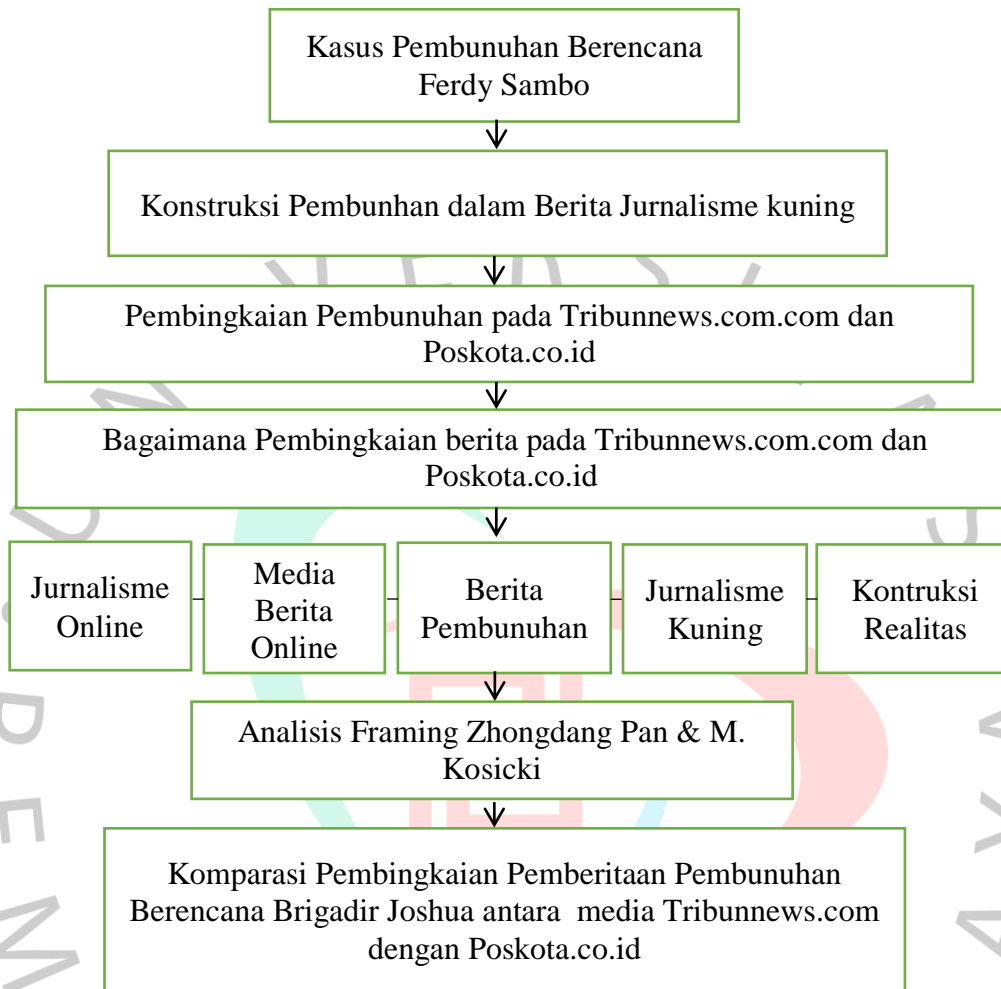 Kasus Pembunuhan Berencana
Ferdy Sambo
Konstruksi Pembunhan dalam Berita Jurnalisme kuning
Pembingkaian Pembunuhan pada Tribunnews.com.com dan
Poskota.co.id
Bagaimana Pembingkaian berita pada Tribunnews.com.com dan
Poskota.co.id
Jurnalisme
Online
Media
Berita
Online
Berita
Pembunuhan
Jurnalisme
Kuning
Kontruksi
Realitas
Analisis Framing Zhongdang Pan & M.
Kosicki
Komparasi Pembingkaian Pemberitaan Pembunuhan
Berencana Brigadir Joshua antara media Tribunnews.com
dengan Poskota.co.id